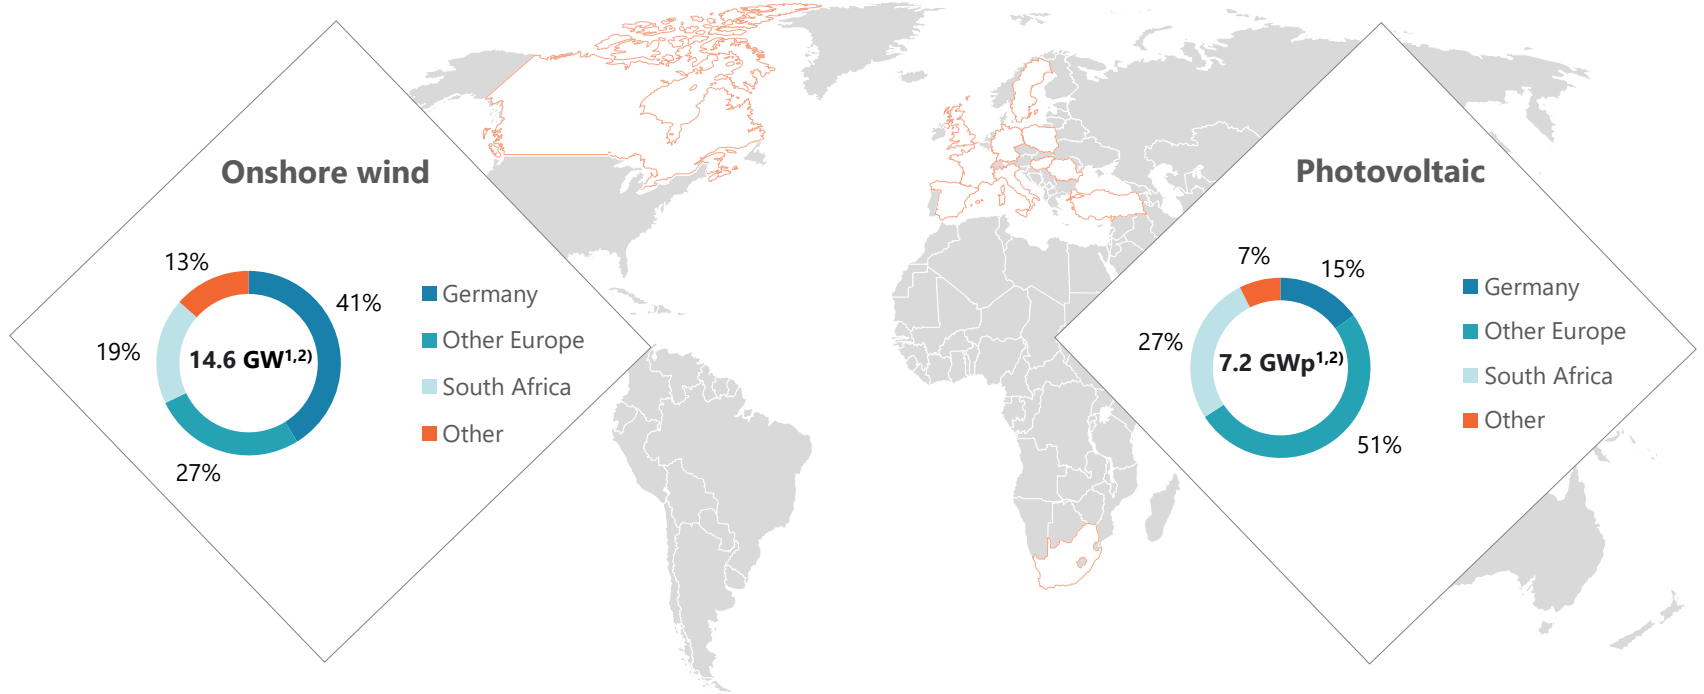 Onshore wind
13%
41%
19%
14.6 GW1,2)
27%
Germany
Other Europe
South Africa
Other
Photovoltaic
7%
15%
27%
7.2 GWp1,2)
51%
Germany
Other Europe
South Africa
Other